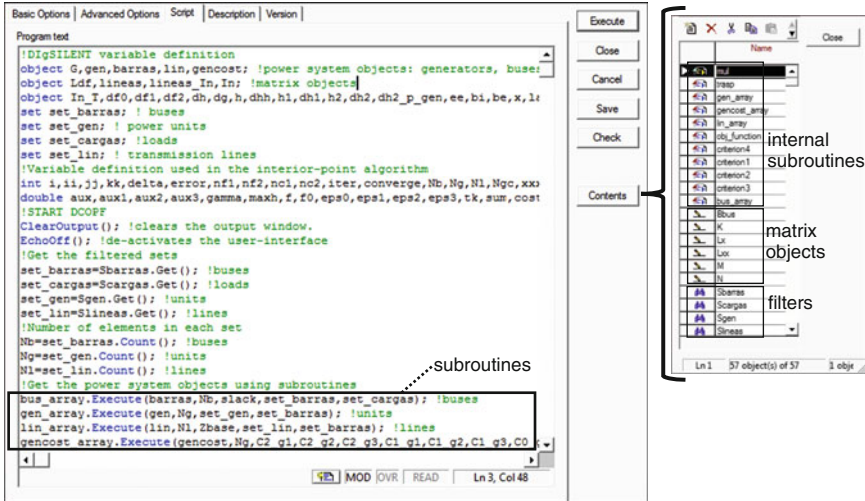 Basic Options Advanced Options Script Description Version
Program text
!DIgSILENT variable definition
object G,gen,barras,lin,gencost; !power system objects: generators, buses
object Ldf,lineas,lineas_In,In; !matrix objects
object In_T,df0,df1,df2,dh,dg,h,dhh,h1,dh1,h2,dh2,dh2_p_gen,ee,bi,be,x,la
set set_barras; ! buses
set set_gen; ! power units
set set_cargas; !loads
set set_lin; ! transmission lines
!Variable definition used in the interior-point algorithm
int i,ii,jj,kk,delta,error,nf1,nf2,nc1,nc2,iter,converge,Nb,Ng,Nl,Ngc,xxx
double aux,aux1,aux2,aux3,gamma,maxh,f,f0,eps0,eps1,eps2,eps3,tk,sum,cost
!START DCOPF
ClearOutput(); !clears the output window.
EchoOff(); !de-activates the user-interface
!Get the filtered sets
set_barras=Sbarras.Get(); !buses
set_cargas=Scargas.Get(); !loads
set_gen=Sgen.Get(); !units
set_lin=Slineas.Get(); !lines
!Number of elements in each set
Nb=set_barras.Count(); !buses
Ng=set_gen.Count(); !units
Nl=set_lin.Count(); !lines
!Get the power system objects using subroutines
bus_array.Execute(barras,Nb,slack,set_barras,set_cargas); !buses
gen_array.Execute(gen,Ng,set_gen,set_barras); !units
lin_array.Execute(lin,Nl,Zbase,set_lin,set_barras); !lines
gencost_array.Execute(gencost,Ng,C2_g1,C2_g2,C2_g3,C1_g1,C1_g2,C1_g3,C0
subroutines
MOD OVR READ Ln 3, Col 48
Execute
Close
Cancel
Save
Check
Contents
Close
Name
mul
trasp
gen_array
gencost_array
lin_array
obj_function
criterion4
criterion1
criterion2
criterion3
bus_array
Bbus
K
Lx
Lxx
M
N
Sbarras
Scargas
Sgen
Slineas
internal
subroutines
matrix
objects
filters
Ln 1 57 object(s) of 57 1 obje